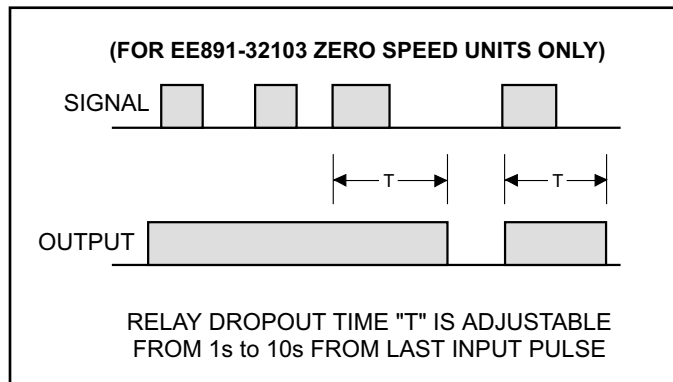 (FOR EE891-32103 ZERO SPEED UNITS ONLY)
SIGNAL
T
T
OUTPUT
RELAY DROPOUT TIME "T" IS ADJUSTABLE
FROM 1s to 10s FROM LAST INPUT PULSE